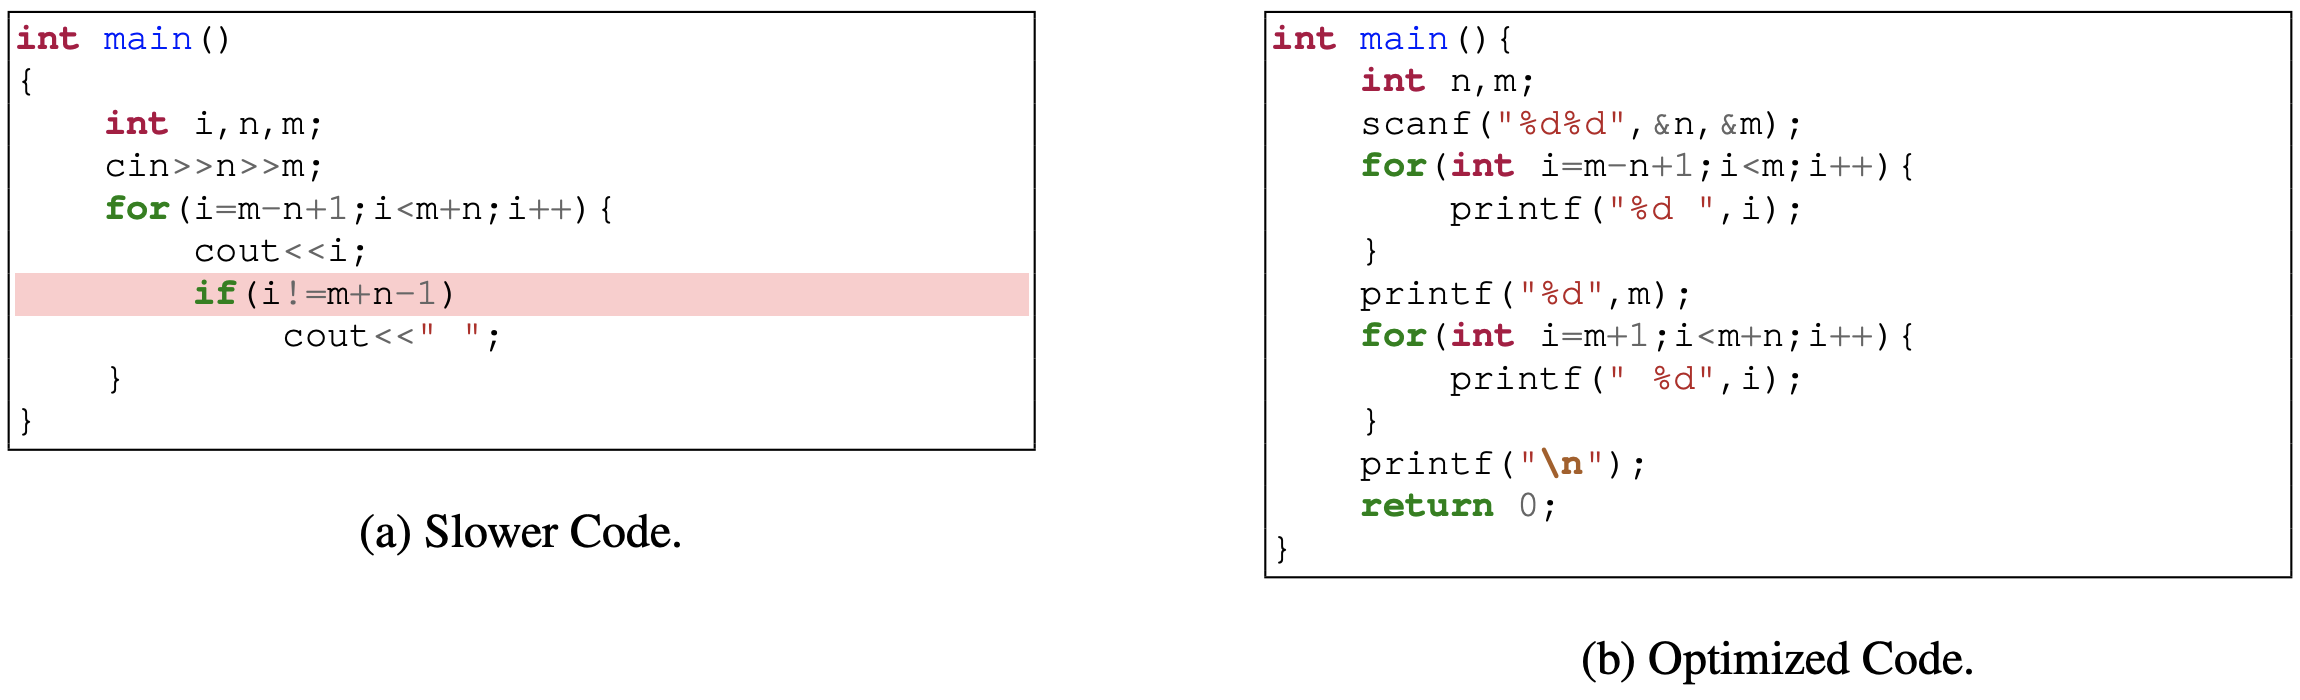 int main()
{
    int i,n,m;
    cin>>n>>m;
    for(i=m-n+1;i<m+n;i++){
        cout<<i;
        if(i!=m+n-1)
            cout<<" ";
    }
}
(a) Slower Code.
int main(){
    int n,m;
    scanf("%d%d",&n,&m);
    for(int i=m-n+1;i<m;i++){
        printf("%d ",i);
    }
    printf("%d",m);
    for(int i=m+1;i<m+n;i++){
        printf(" %d",i);
    }
    printf("\n");
    return 0;
}
(b) Optimized Code.